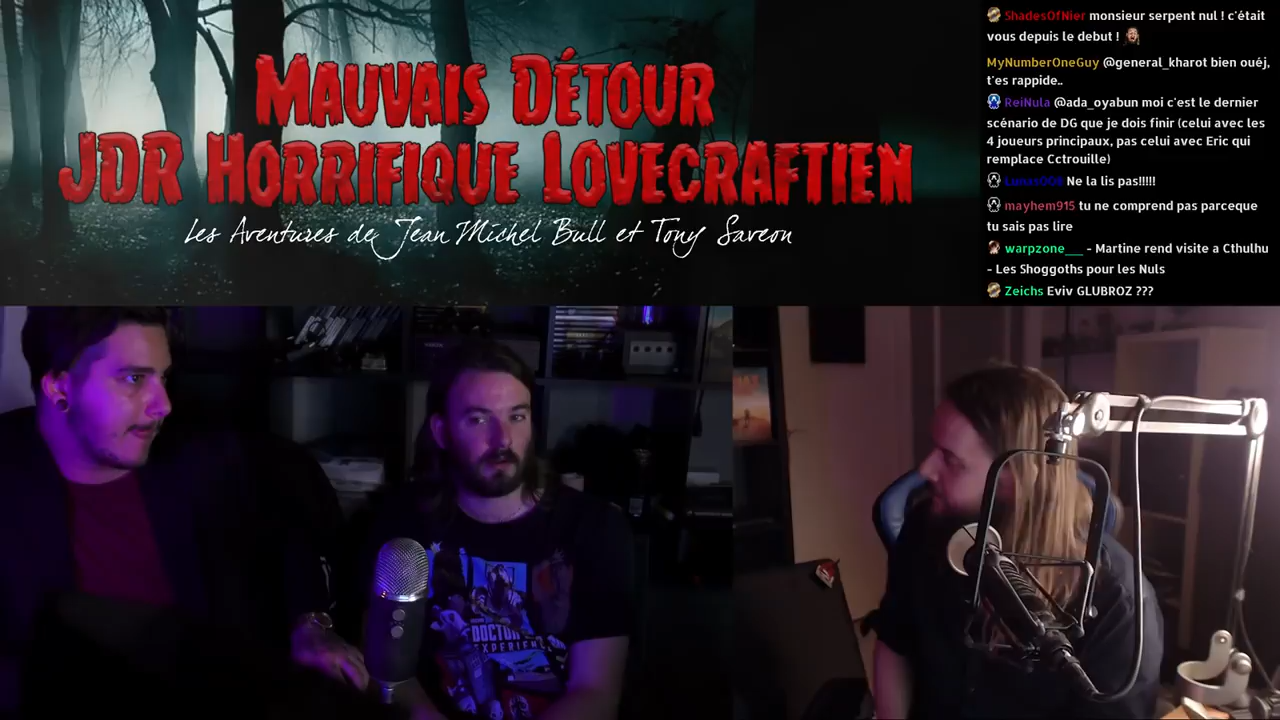 MAUVAIS DÉTOUR
JDR HORRIFIQUE LOVECRAFTIEN
Les Aventures de Jean Michel Bull et Tony Saveon
ShadesOfNier monsieur serpent nul ! c'était
vous depuis le debut !
MyNumberOneGuy @general_kharot bien ouéj,
t'es rappide..
ReiNula @ada_oyabun moi c'est le dernier
scénario de DG que je dois finir (celui avec les
4 joueurs principaux, pas celui avec Eric qui
remplace Cctrouille)
Ne la lis pas!!!!!
mayhem915 tu ne comprend pas parceque
tu sais pas lire
warpzone___ - Martine rend visite a Cthulhu
- Les Shoggoths pour les Nuls
Zeichs Eviv GLUBROZ ???
DOCTOR
EXPERIENCE